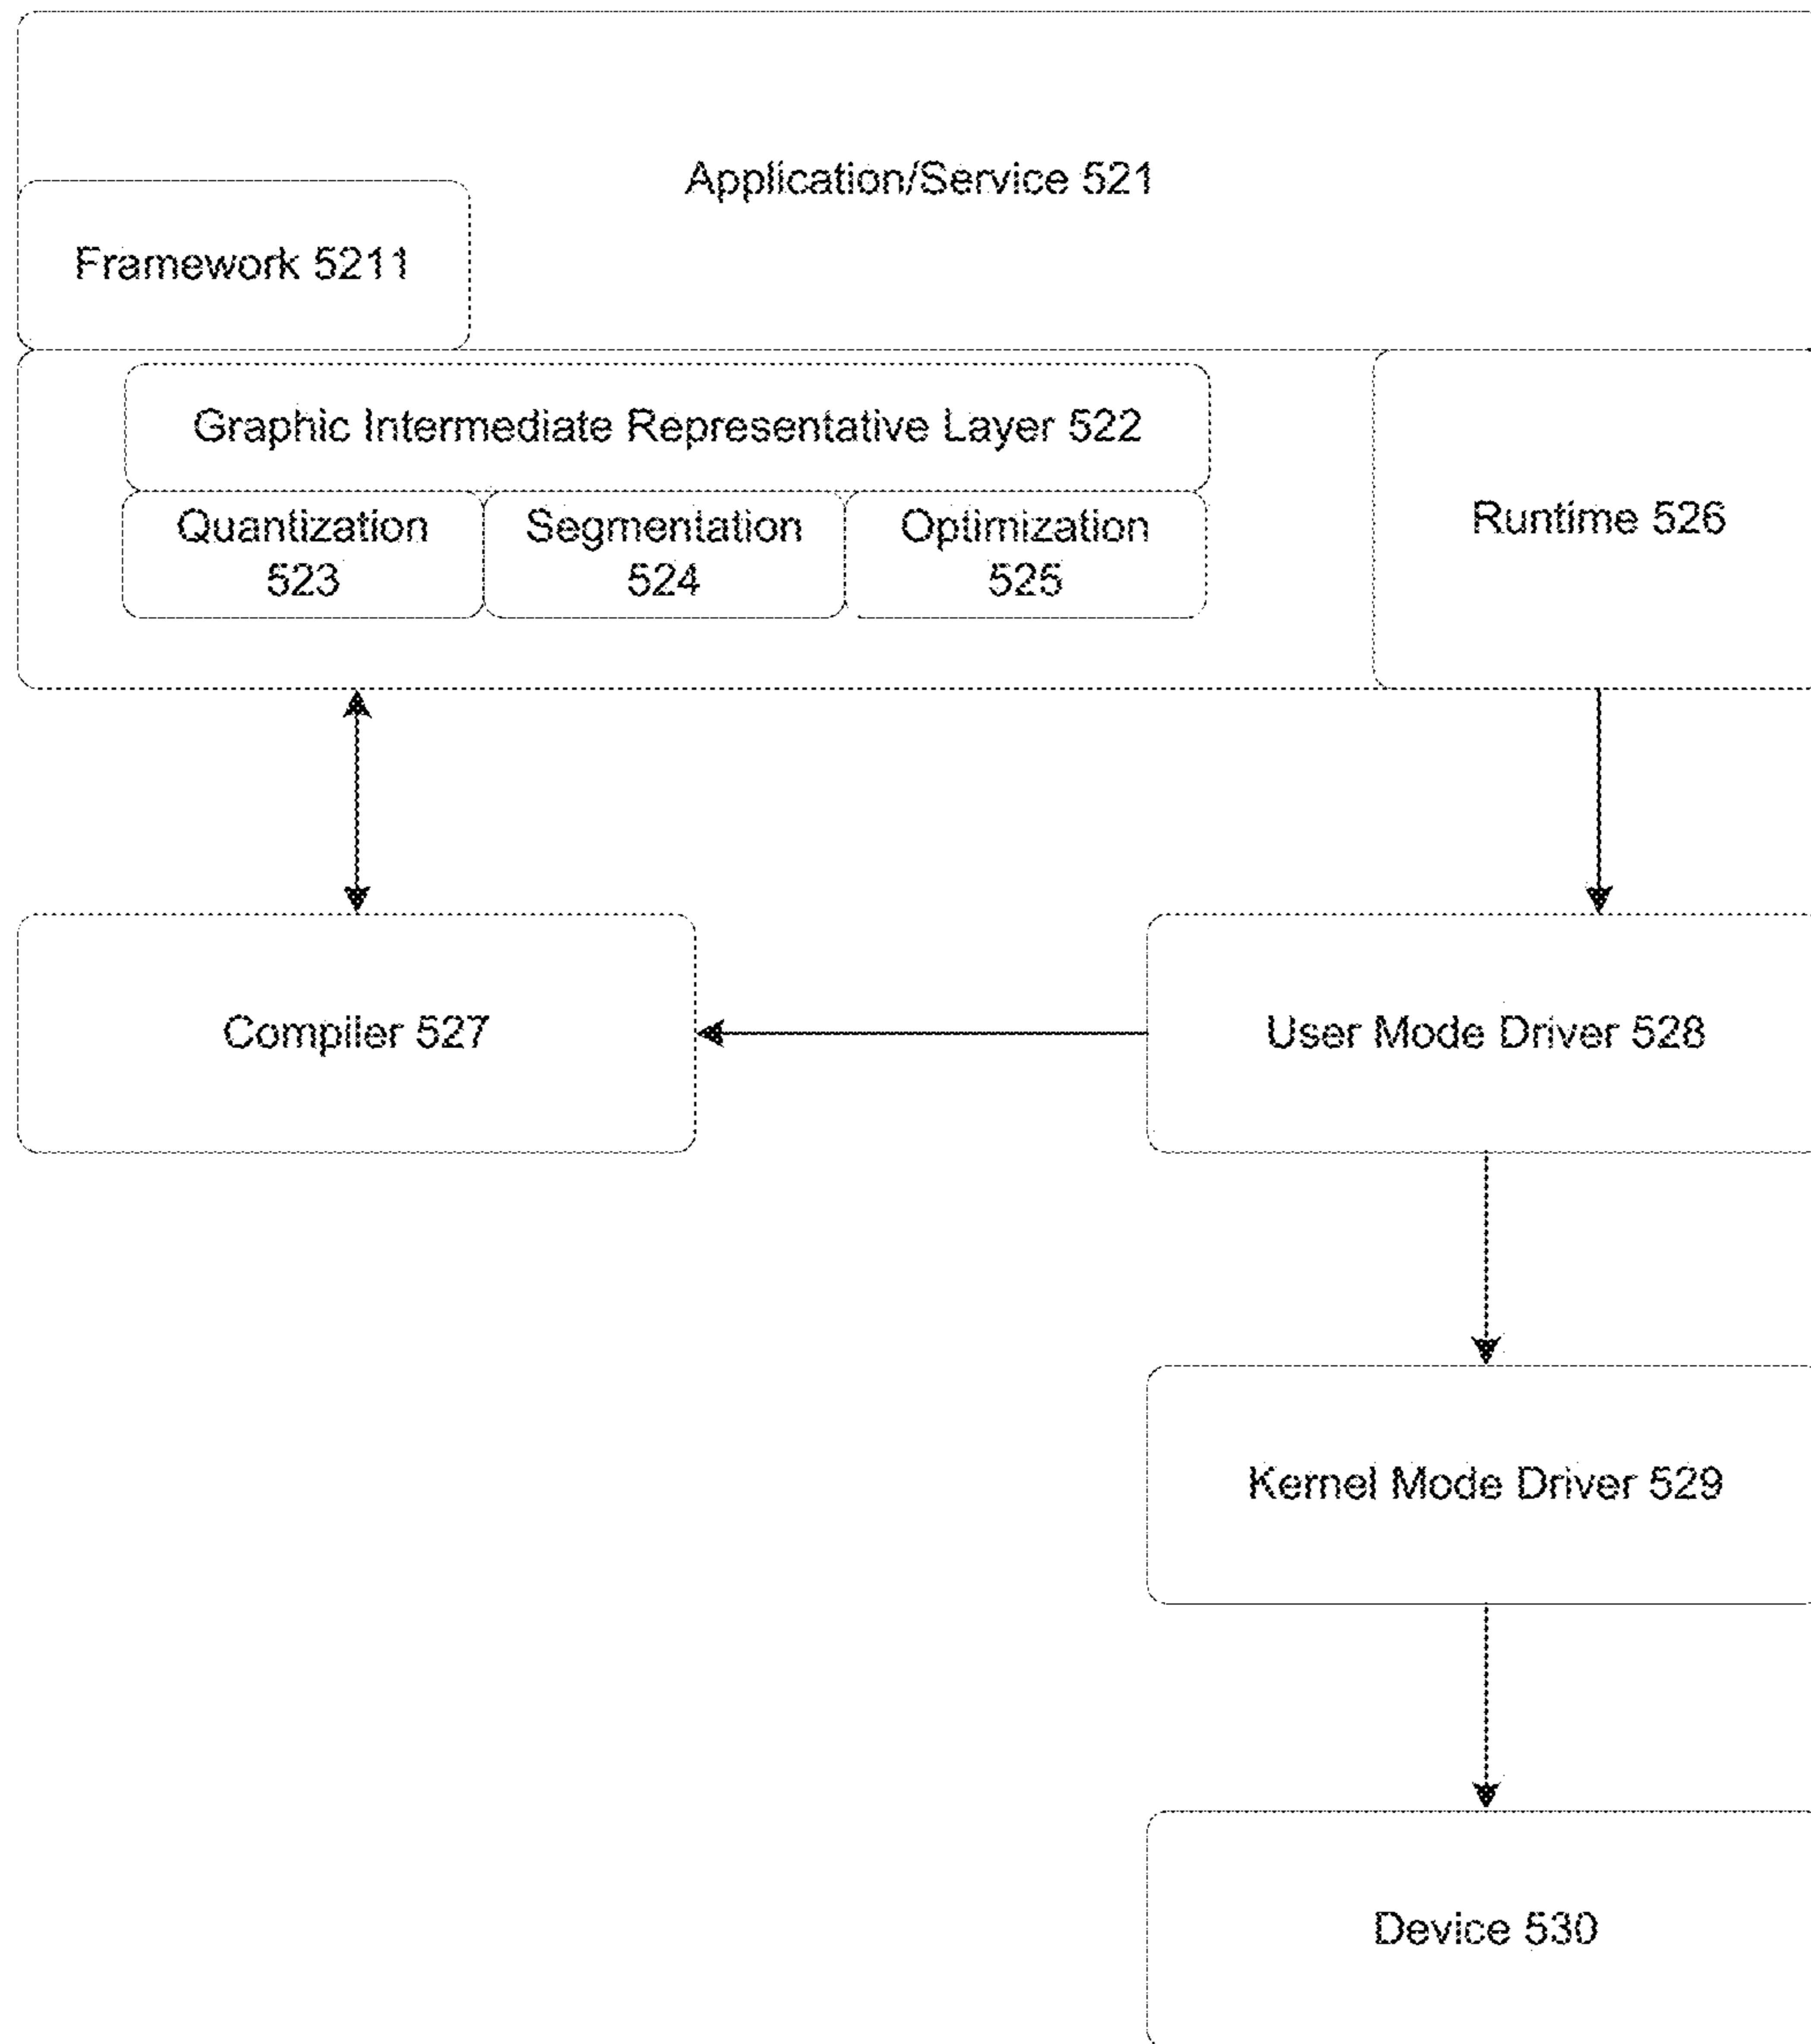 Application/Service 521
Framework 5211
Graphic Intermediate Representative Layer 522
Quantization
523
Segmentation
524
Optimization
525
Runtime 526
Compiler 527
User Mode Driver 528
Kernel Mode Driver 529
Device 530